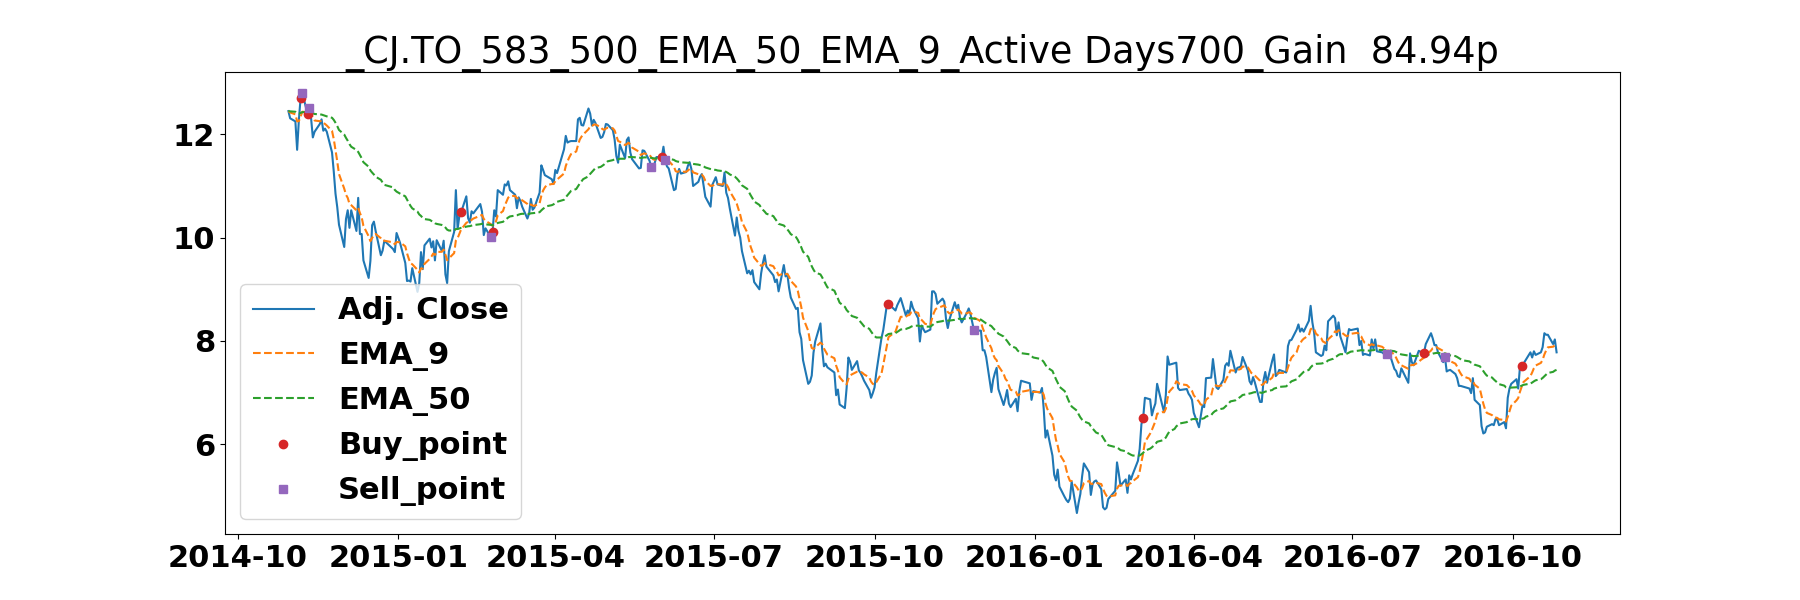 _CJ.TO_583_500_EMA_50_EMA_9_Active Days700_Gain  84.94p
12
10
8
6
Adj. Close
EMA_9
EMA_50
Buy_point
Sell_point
2014-10 2015-01 2015-04 2015-07 2015-10 2016-01 2016-04 2016-07 2016-10